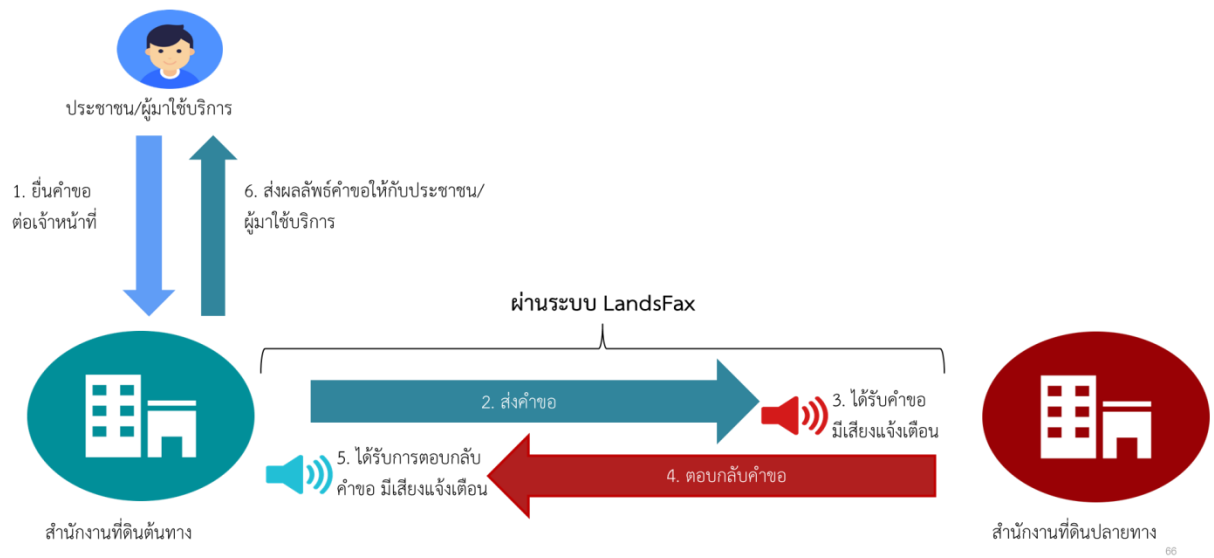 ประชาชน/ผู้มาใช้บริการ
1. ยื่นคำขอ
ต่อเจ้าหน้าที่
6. ส่งผลลัพธ์คำขอให้กับประชาชน/
ผู้มาใช้บริการ
ผ่านระบบ LandsFax
2. ส่งคำขอ
3. ได้รับคำขอ
มีเสียงแจ้งเตือน
5. ได้รับการตอบกลับ
คำขอ มีเสียงแจ้งเตือน
4. ตอบกลับคำขอ
สำนักงานที่ดินต้นทาง
สำนักงานที่ดินปลายทาง
66